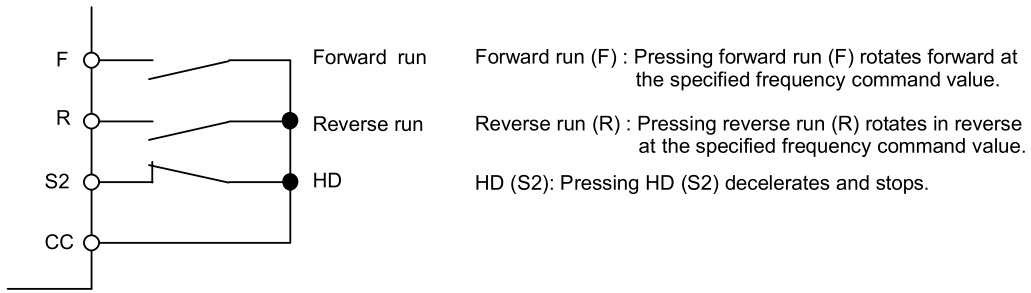 F
Forward run
Forward run (F) : Pressing forward run (F) rotates forward at
the specified frequency command value.
R
Reverse run
Reverse run (R) : Pressing reverse run (R) rotates in reverse
at the specified frequency command value.
S2
HD
HD (S2): Pressing HD (S2) decelerates and stops.
CC